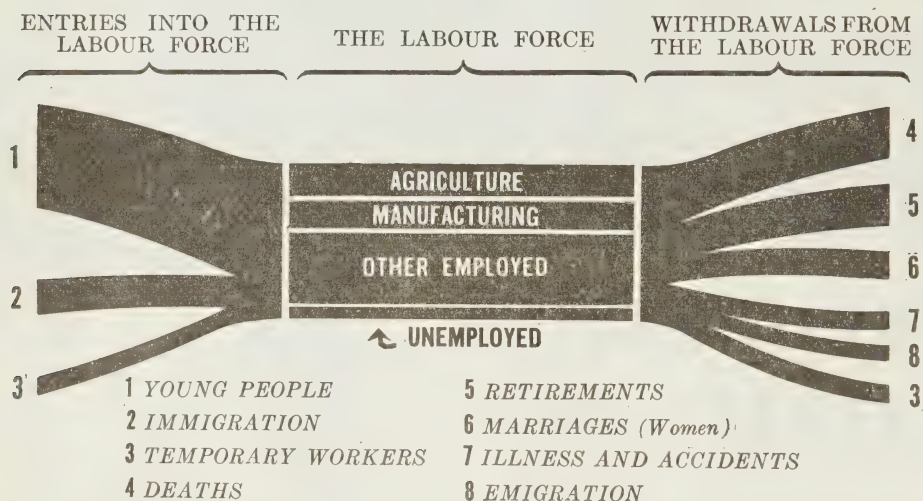 ENTRIES INTO THE
LABOUR FORCE
THE LABOUR FORCE
WITHDRAWALS FROM
THE LABOUR FORCE
1
2
3
AGRICULTURE
MANUFACTURING
OTHER EMPLOYED
UNEMPLOYED
4
5
6
7
8
3
1 YOUNG PEOPLE
2 IMMIGRATION
3 TEMPORARY WORKERS
4 DEATHS
5 RETIREMENTS
6 MARRIAGES (Women)
7 ILLNESS AND ACCIDENTS
8 EMIGRATION